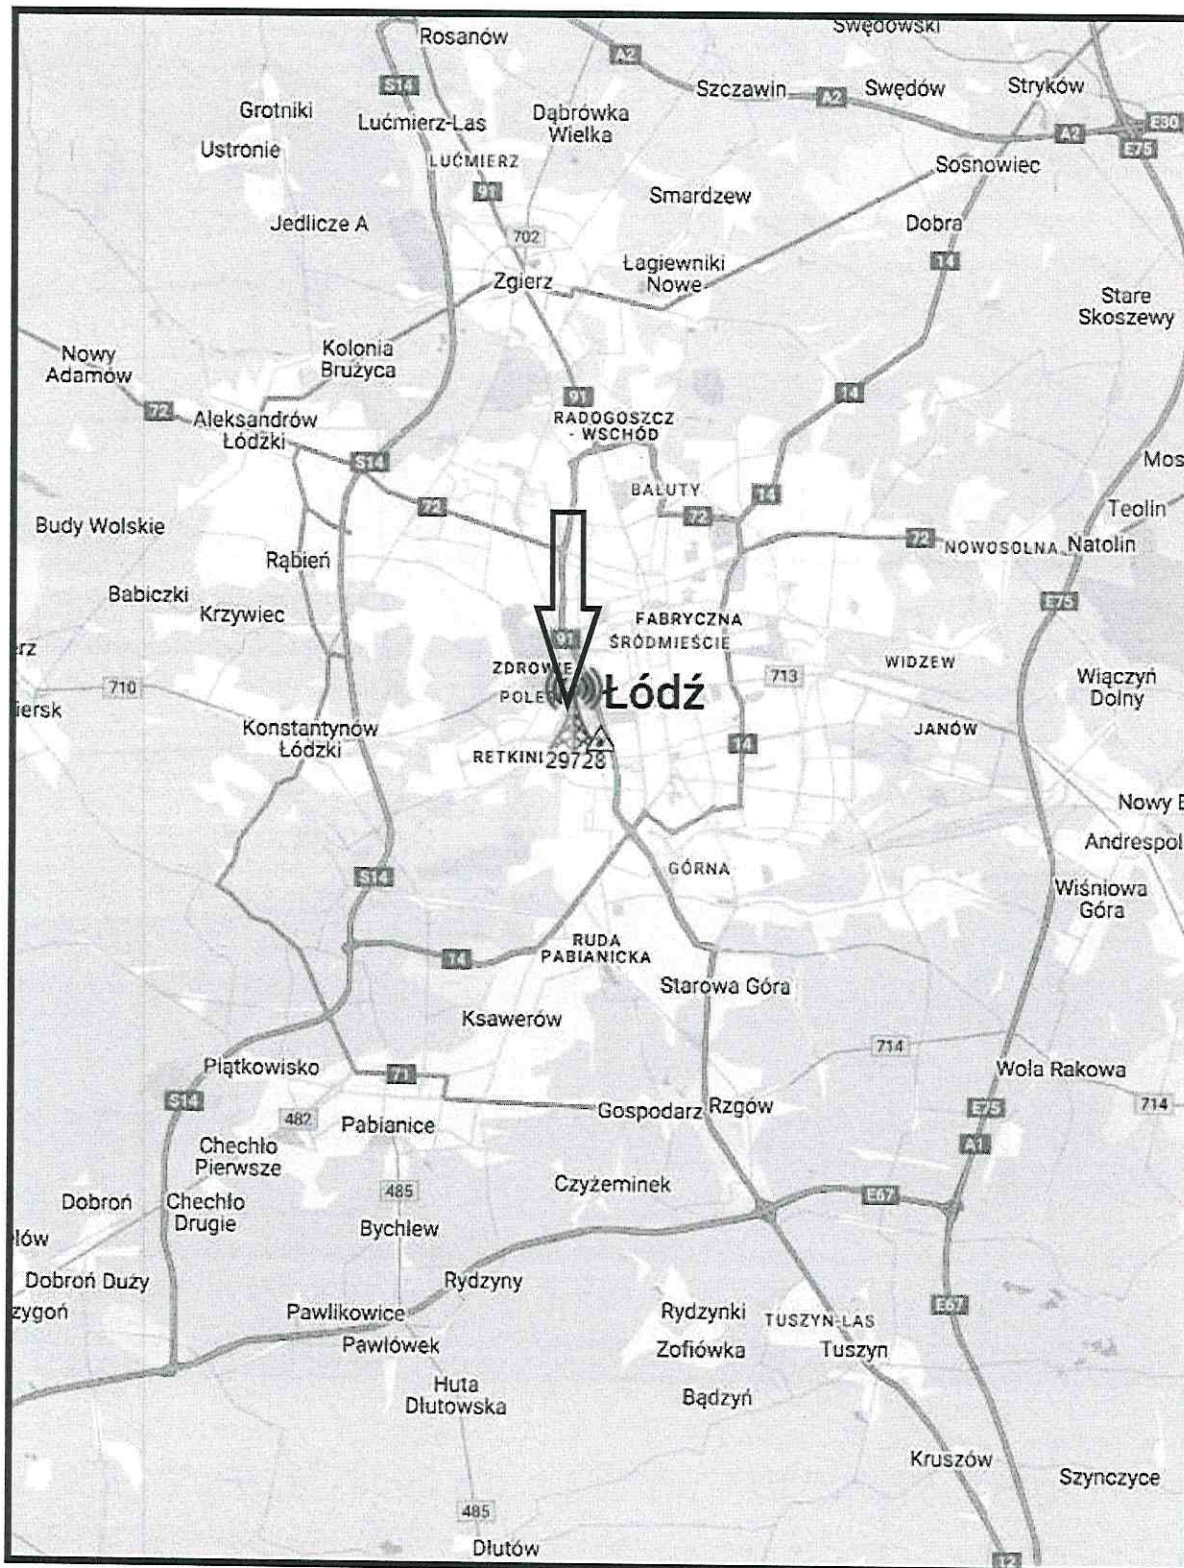 Swędowski
Rosanów
A2
S14
Szczawin
Swędów
Stryków
A2
Grotniki
Lućmierz-Las
Dąbrówka
Wielka
E30
A2
E75
Ustronie
LUĆMIERZ
Sosnowiec
91
Smardzew
Jedlicze A
Dobra
702
14
Łagiewniki
Nowe
Zgierz
Stare
Skoszewy
Nowy
Adamów
Kolonia
Brużyca
91
14
72
Aleksandrów
Łódzki
RADOGOSZCZ
- WSCHÓD
S14
Mos
BAŁUTY
14
72
72
Teolin
Budy Wolskie
72
NOWOSOLNA
Natolin
Rąbień
Babiczki
E75
Krzywiec
FABRYCZNA
91
ŚRÓDMIEŚCIE
erz
ZDROWIE
WIDZEW
710
POLE
Łódź
713
Wiączyń
Dolny
iersk
Konstantynów
Łódzki
JANÓW
14
RETKINI
29728
Nowy B
Andrespol
GÓRNA
S14
Wiśniowa
Góra
RUDA
PABIANICKA
14
Starowa Góra
Ksawerów
714
Piątkowisko
71
Wola Rakowa
S14
714
E75
482
Gospodarz
Rzgów
Pabianice
A1
Chechło
Pierwsze
Czyżeminek
485
E67
Dobroń
Chechło
Drugie
Bychlew
łów
Dobroń Duży
Rydzyny
E67
zygoń
Pawlikowice
Rydzynki
TUSZYN-LAS
Pawłówek
Zofiówka
Tuszyn
Huta
Dłutowska
Bądzyń
Kruszów
Szynczyce
485
Dłutów
12